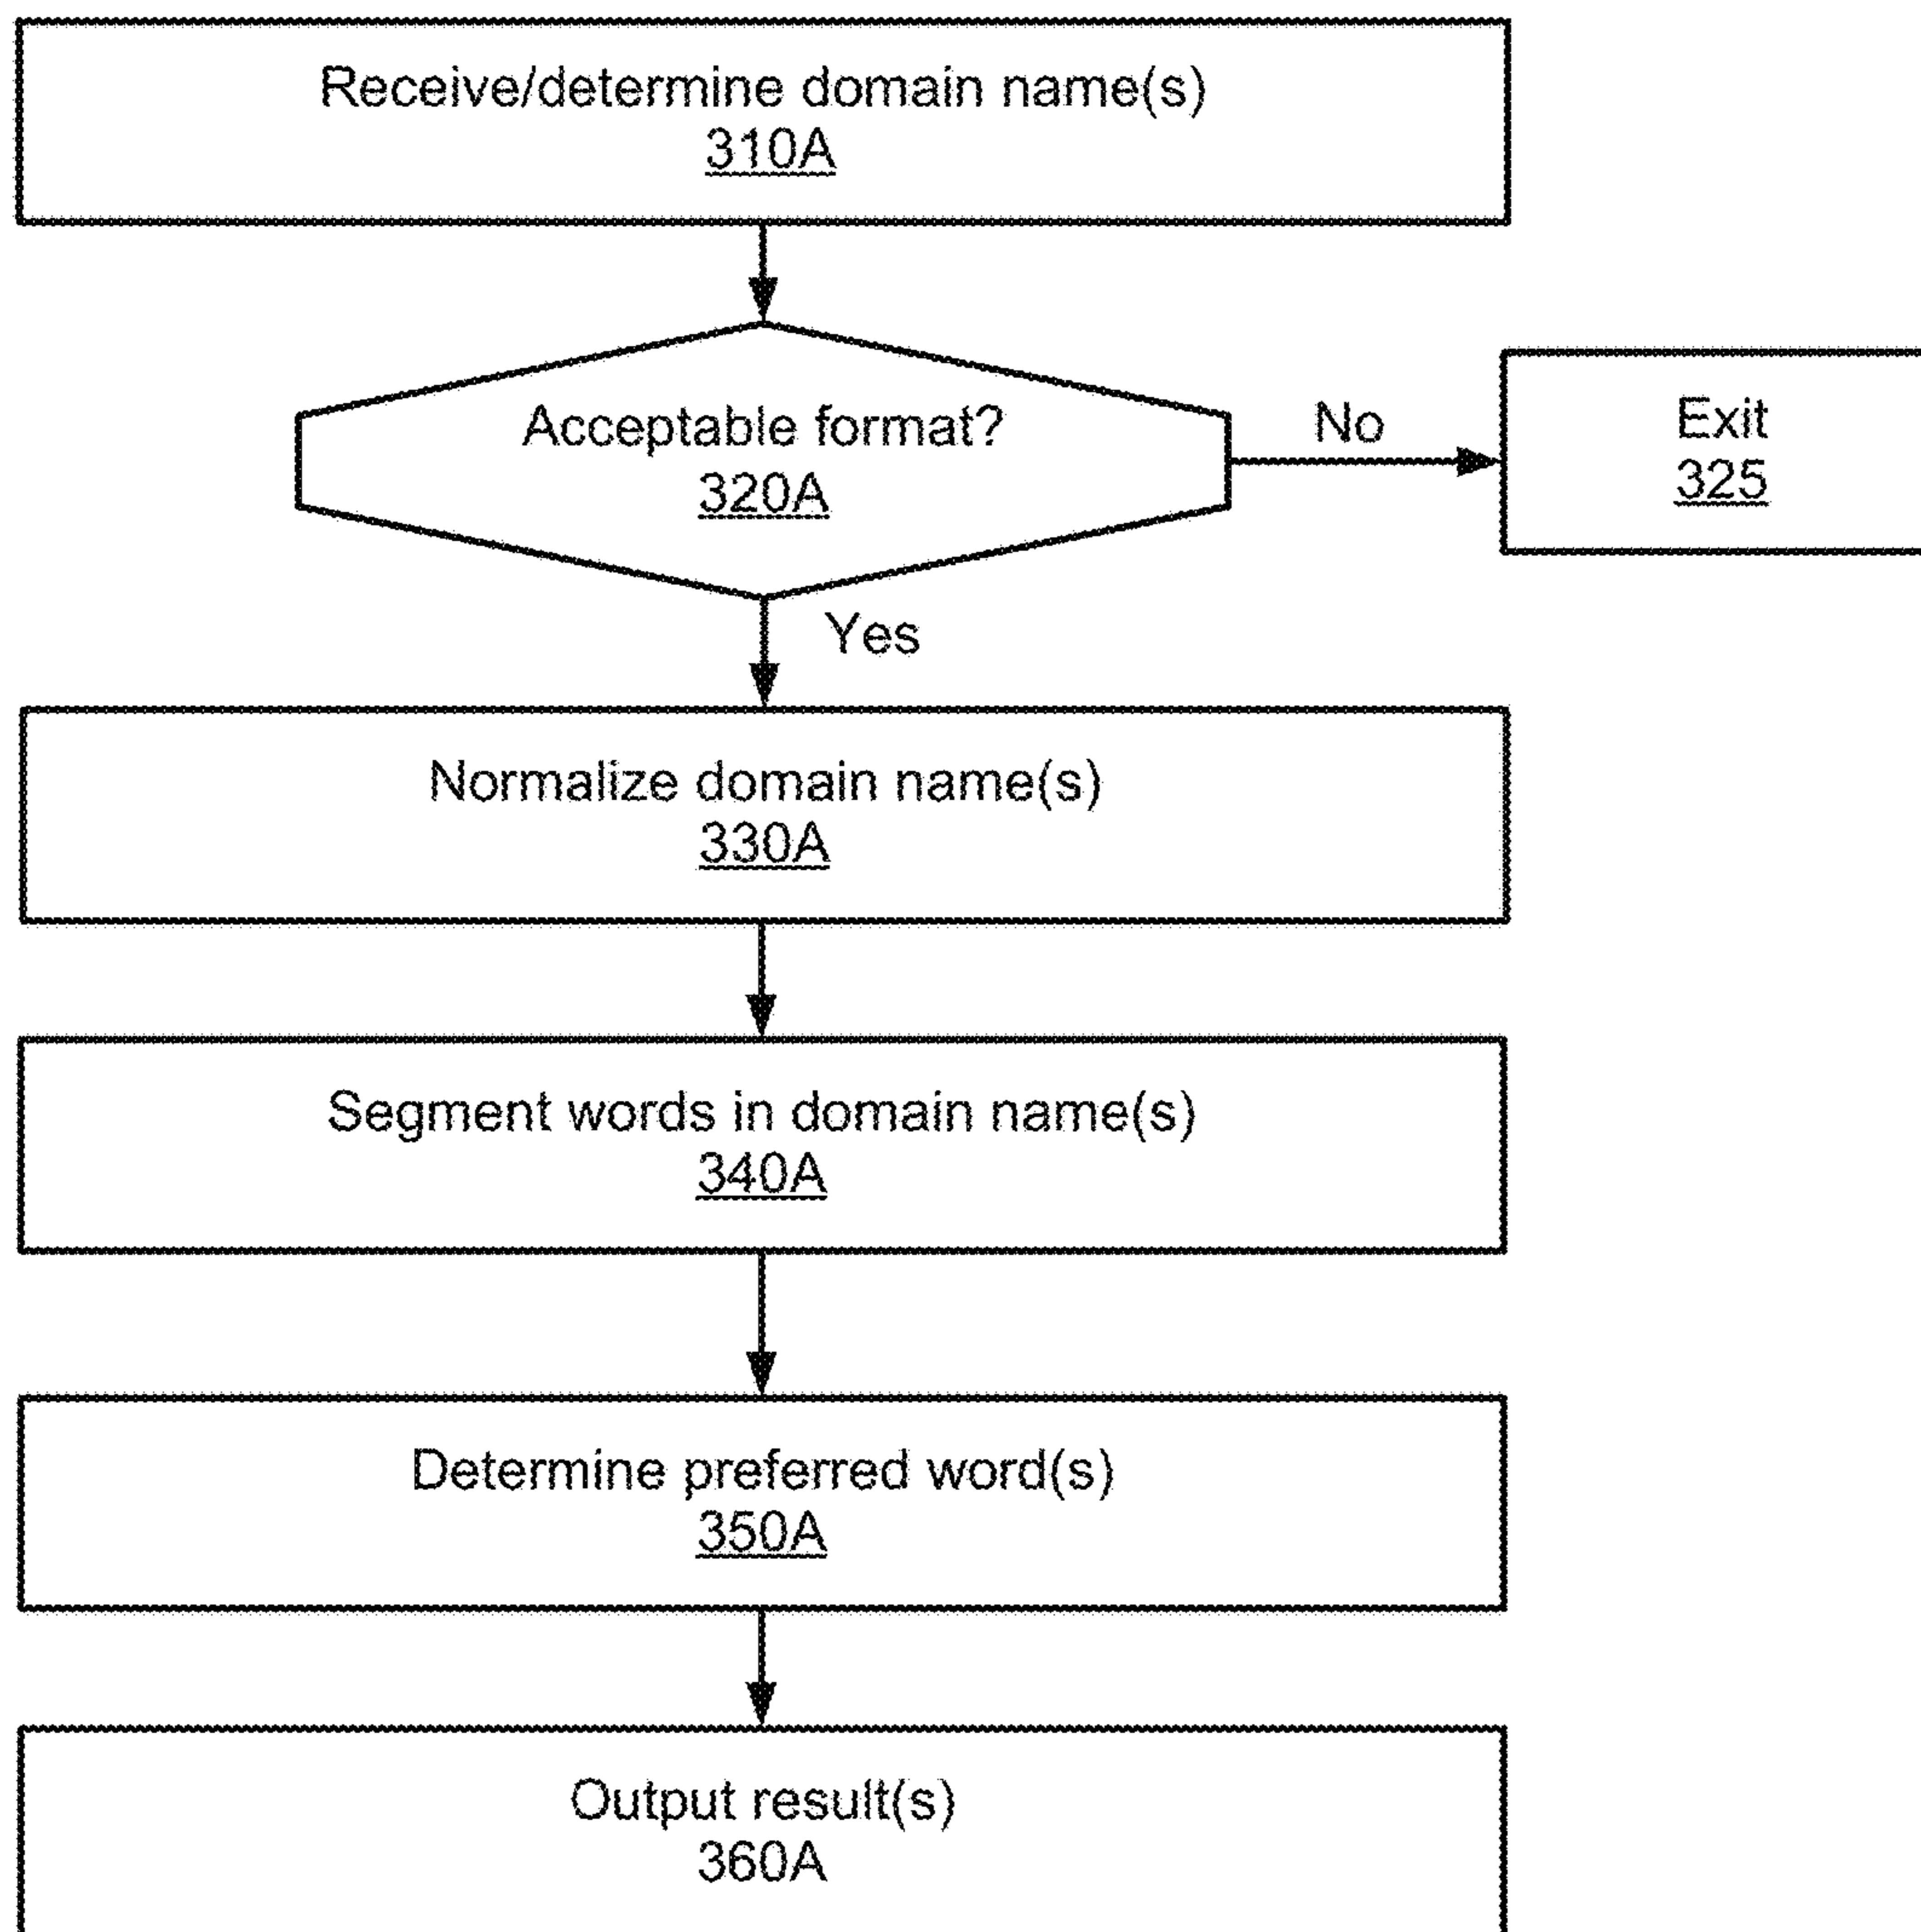 Receive/determine domain name(s)
310A
Acceptable format?
320A
No
Exit
325
Yes
Normalize domain name(s)
330A
Segment words in domain name(s)
340A
Determine preferred word(s)
350A
Output result(s)
360A